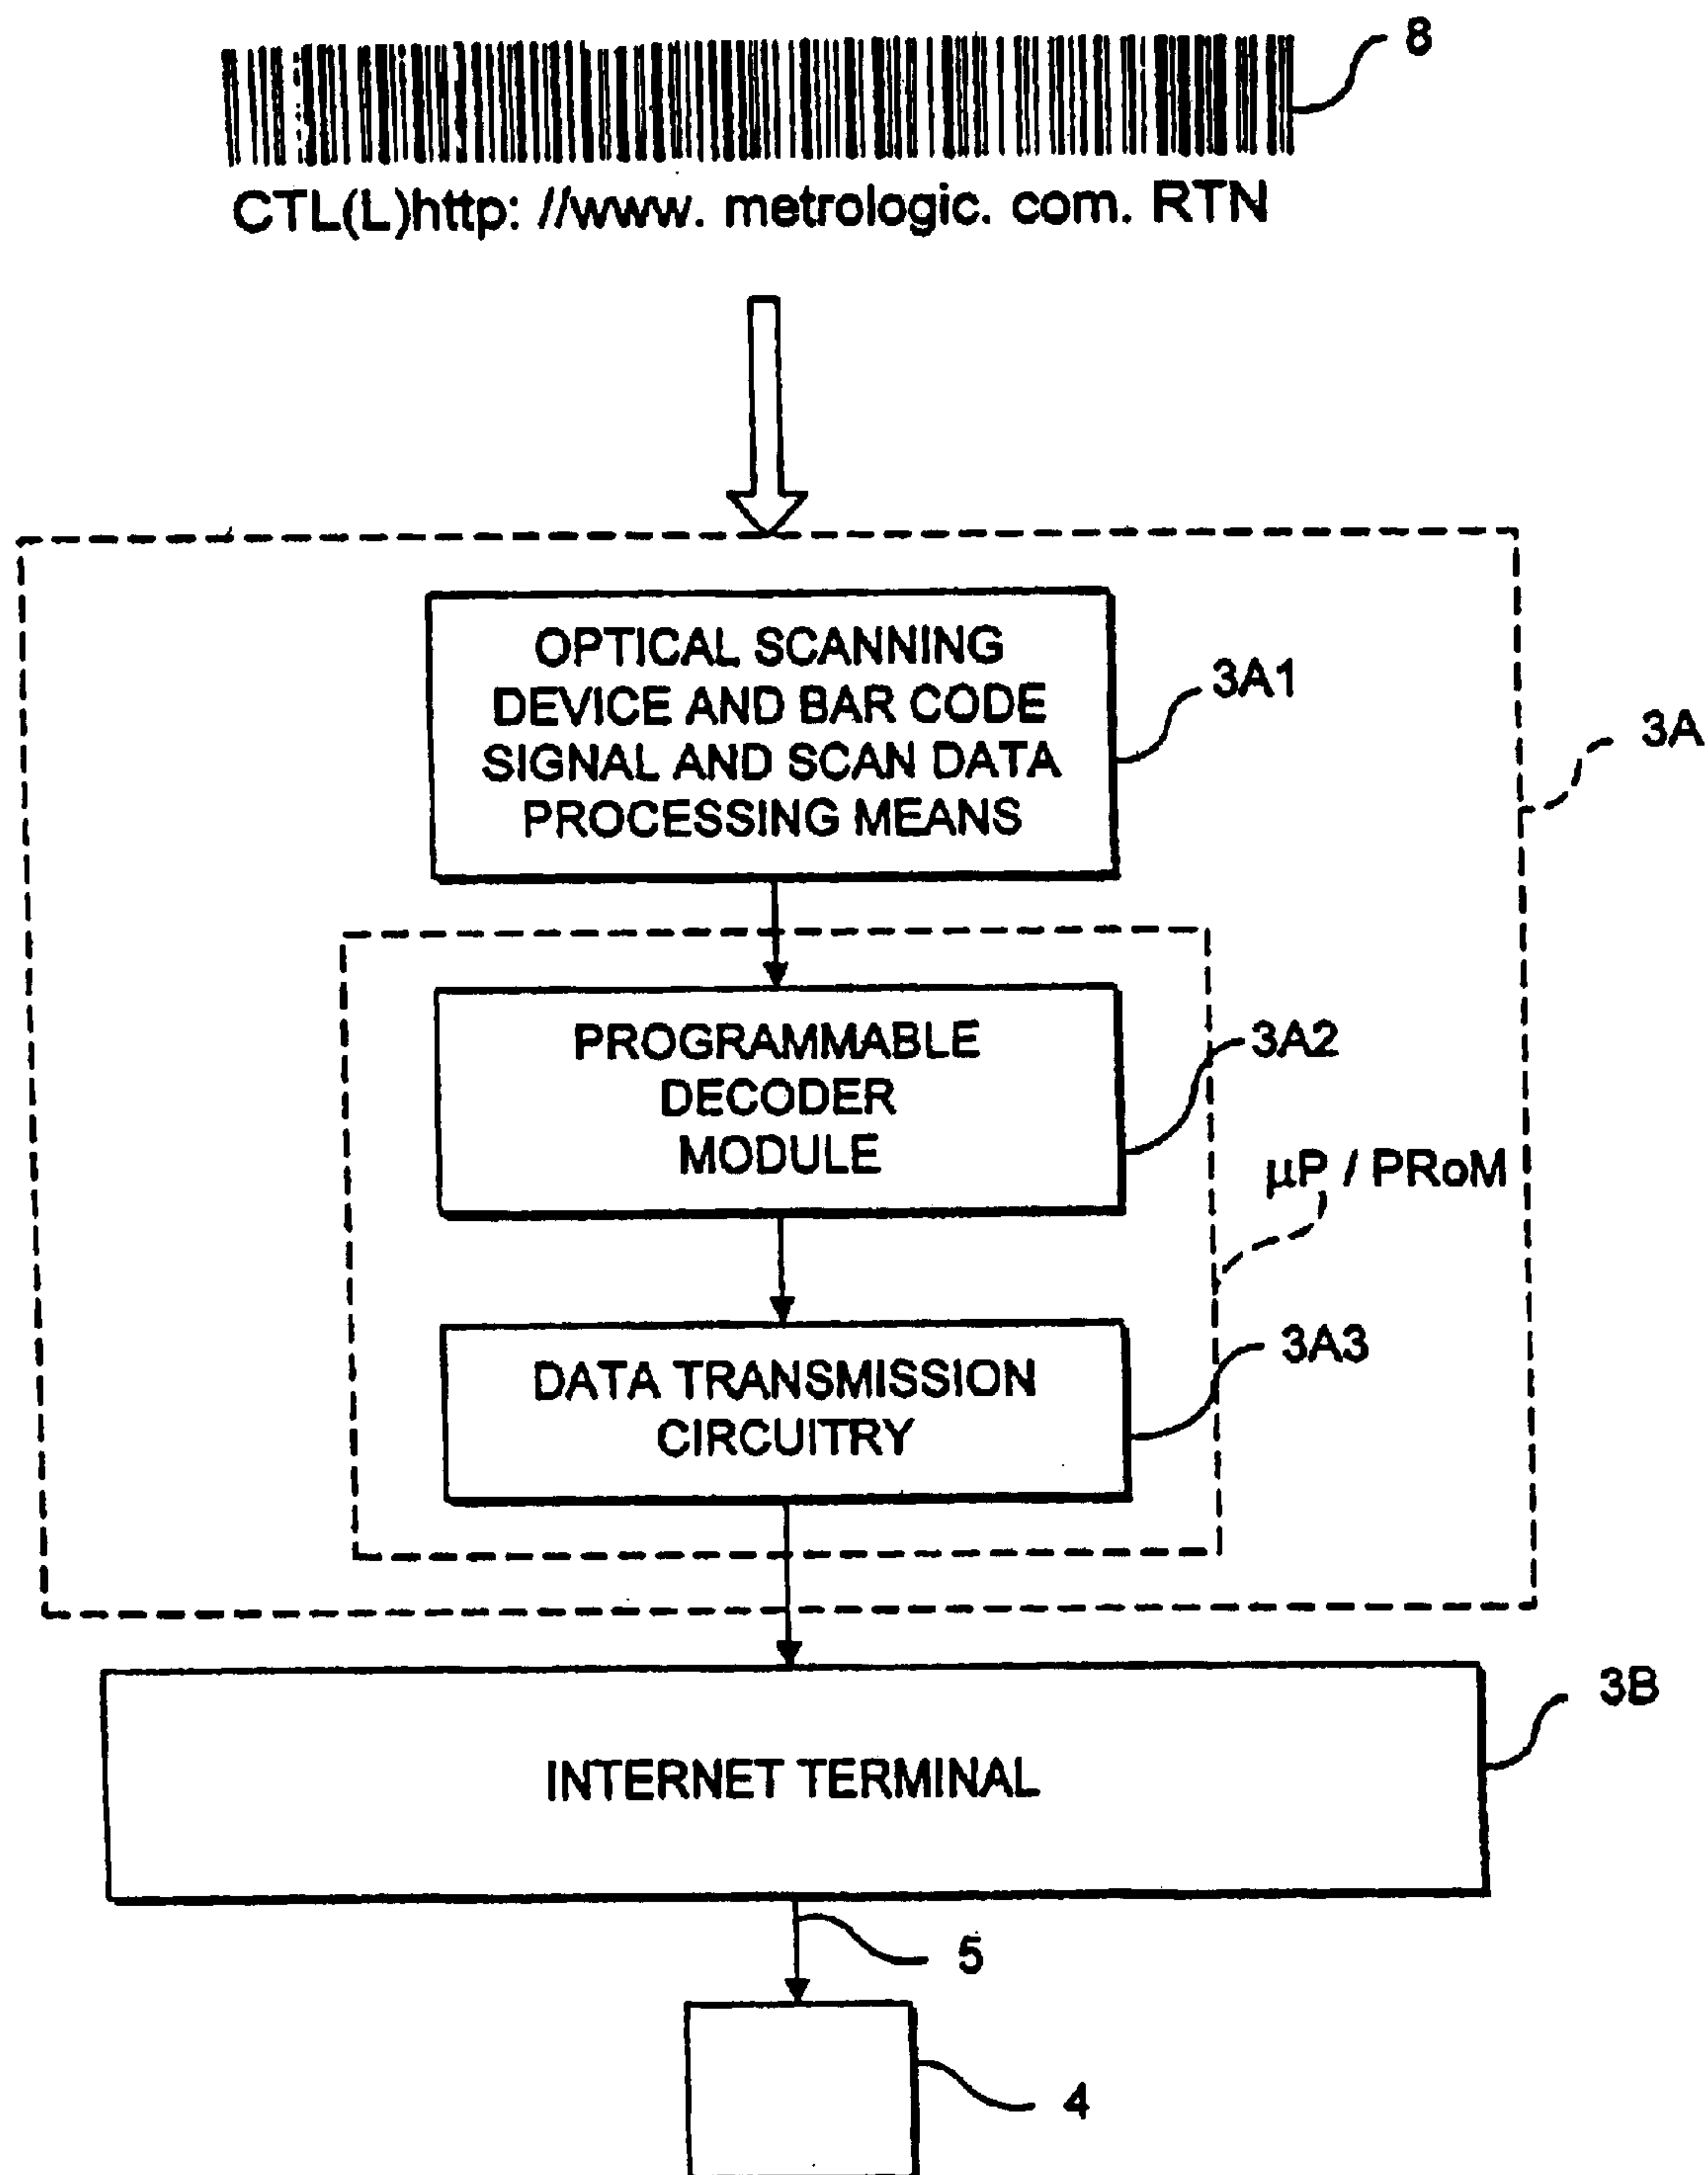 8
CTL(L)http: //www. metrologic. com. RTN
OPTICAL SCANNING
DEVICE AND BAR CODE
SIGNAL AND SCAN DATA
PROCESSING MEANS
3A1
3A
PROGRAMMABLE
DECODER
MODULE
3A2
µP / PRoM
DATA TRANSMISSION
CIRCUITRY
3A3
INTERNET TERMINAL
3B
5
4